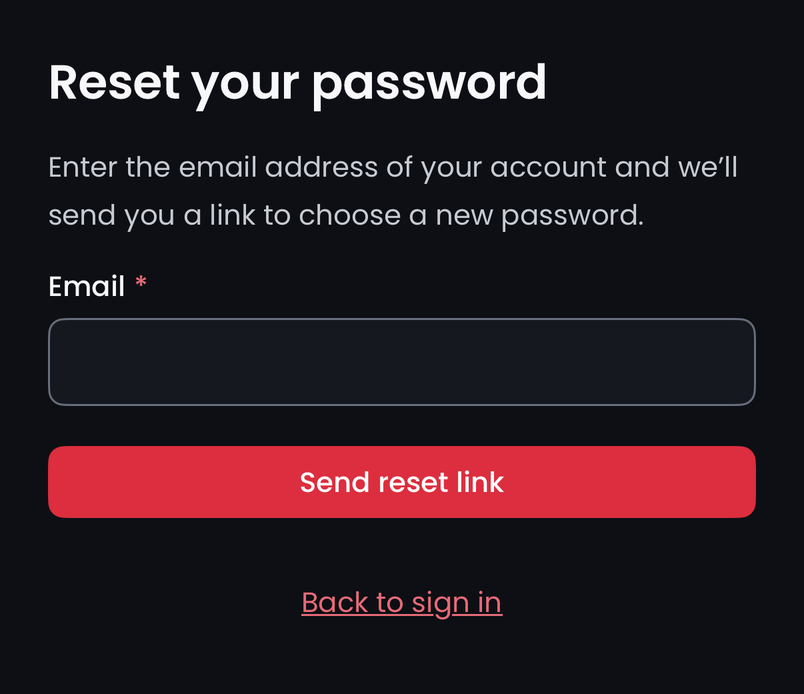 Reset your password
Enter the email address of your account and we’ll
send you a link to choose a new password.
Email *
Send reset link
Back to sign in